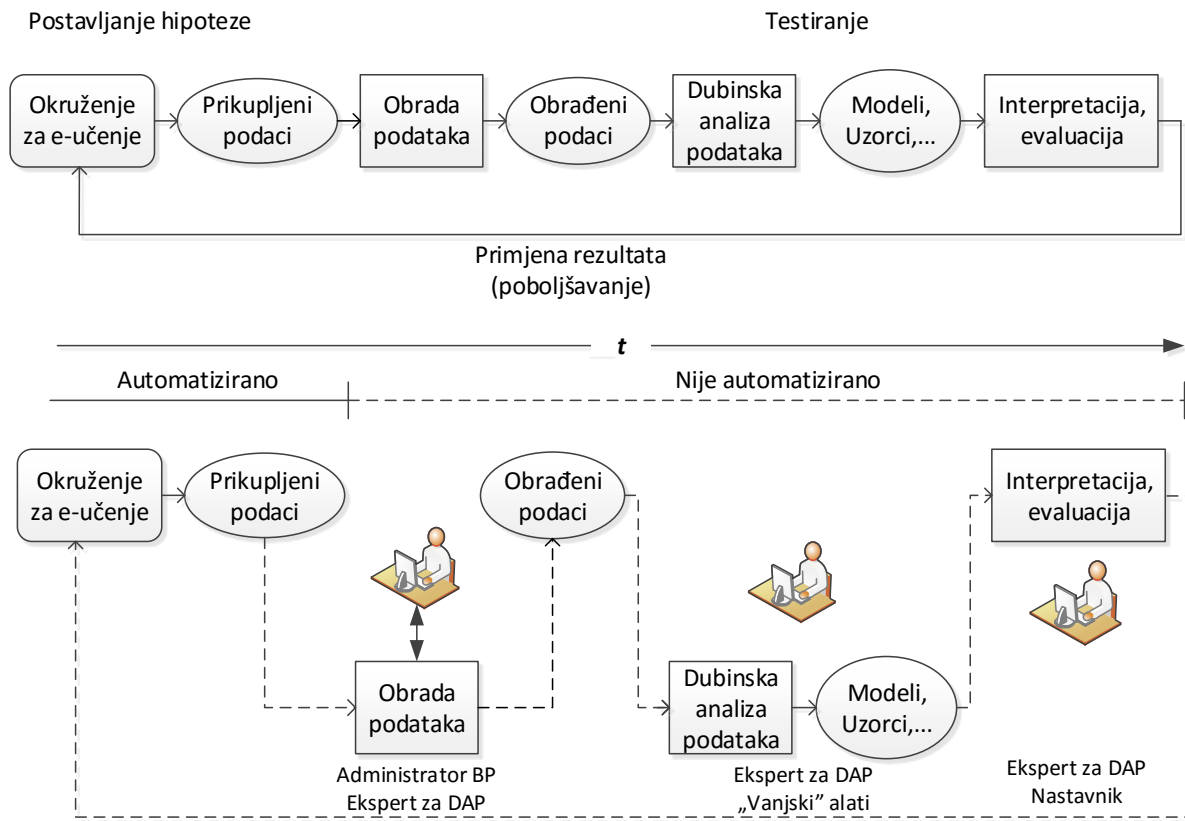 Postavljanje hipoteze
Testiranje
Okruženje
za e-učenje
Prikupljeni
podaci
Obrada
podataka
Obrađeni
podaci
Dubinska
analiza
podataka
Modeli,
Uzorci,...
Interpretacija,
evaluacija
Primjena rezultata
(poboljšavanje)
t
Automatizirano
Nije automatizirano
Okruženje
za e-učenje
Prikupljeni
podaci
Obrađeni
podaci
Interpretacija,
evaluacija
Obrada
podataka
Dubinska
analiza
podataka
Modeli,
Uzorci,...
Administrator BP
Ekspert za DAP
Ekspert za DAP
„Vanjski” alati
Ekspert za DAP
Nastavnik